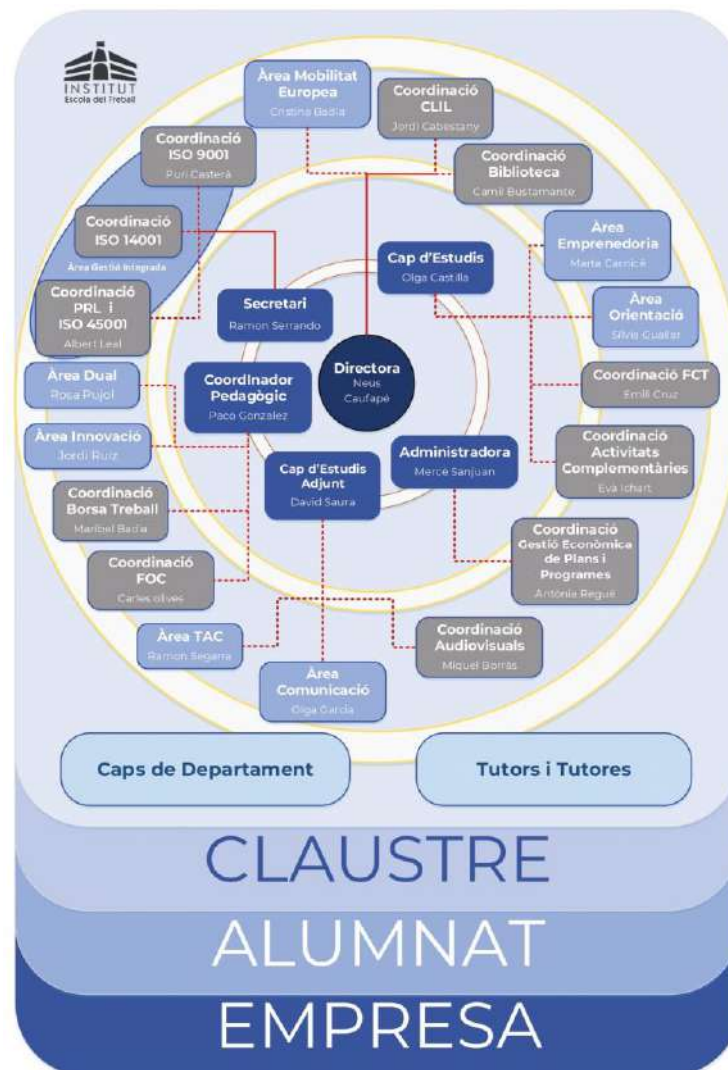 INSTITUT
Escola del Treball
Àrea Mobilitat
Europea
Cristina Badia
Coordinació
CLIL
Jordi Cabestany
Coordinació
ISO 9001
Puri Casterà
Coordinació
Biblioteca
Camil Bustamante
Coordinació
ISO 14001
Àrea Gestió Integrada
Coordinació
PRL i
ISO 45001
Albert Leal
Àrea
Emprenedoria
Marta Carnicé
Cap d'Estudis
Olga Castilla
Secretari
Ramon Serrando
Àrea
Orientació
Sílvia Guallar
Directora
Neus
Caufapé
Coordinador
Pedagògic
Paco Gonzalez
Àrea Dual
Rosa Pujol
Coordinació FCT
Emili Cruz
Àrea Innovació
Jordi Ruiz
Administradora
Mercè Sanjuan
Coordinació
Activitats
Complementàries
Eva Ichart
Cap d'Estudis
Adjunt
David Saura
Coordinació
Borsa Treball
Maribel Badia
Coordinació
Gestió Econòmica
de Plans i
Programes
Antònia Regué
Coordinació
FOC
Carles olives
Àrea TAC
Ramon Segarra
Coordinació
Audiovisuals
Miquel Borràs
Àrea
Comunicació
Olga Garcia
Caps de Departament
Tutors i Tutores
CLAUSTRE
ALUMNAT
EMPRESA